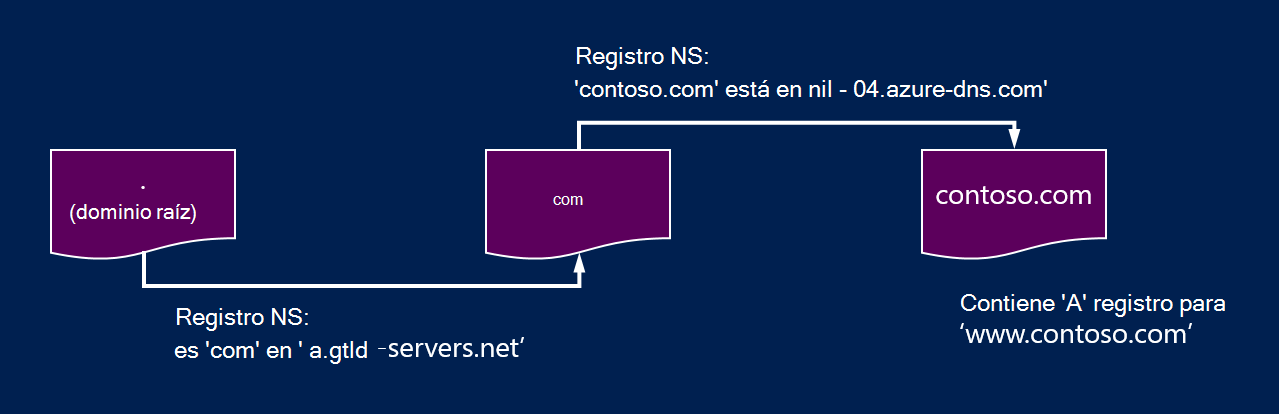 Registro NS:
'contoso.com' está en nil - 04.azure-dns.com'
.
(dominio raíz)
com
contoso.com
Registro NS:
es 'com' en ' a.gtld -servers.net’
Contiene 'A' registro para
‘www.contoso.com’